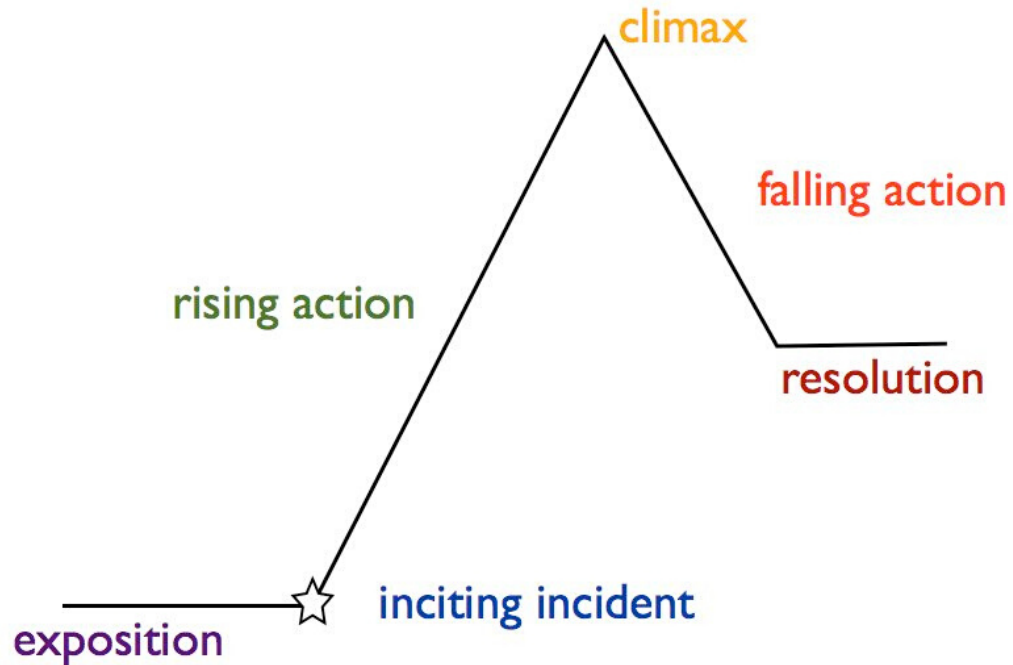 climax
falling action
rising action
resolution
inciting incident
exposition